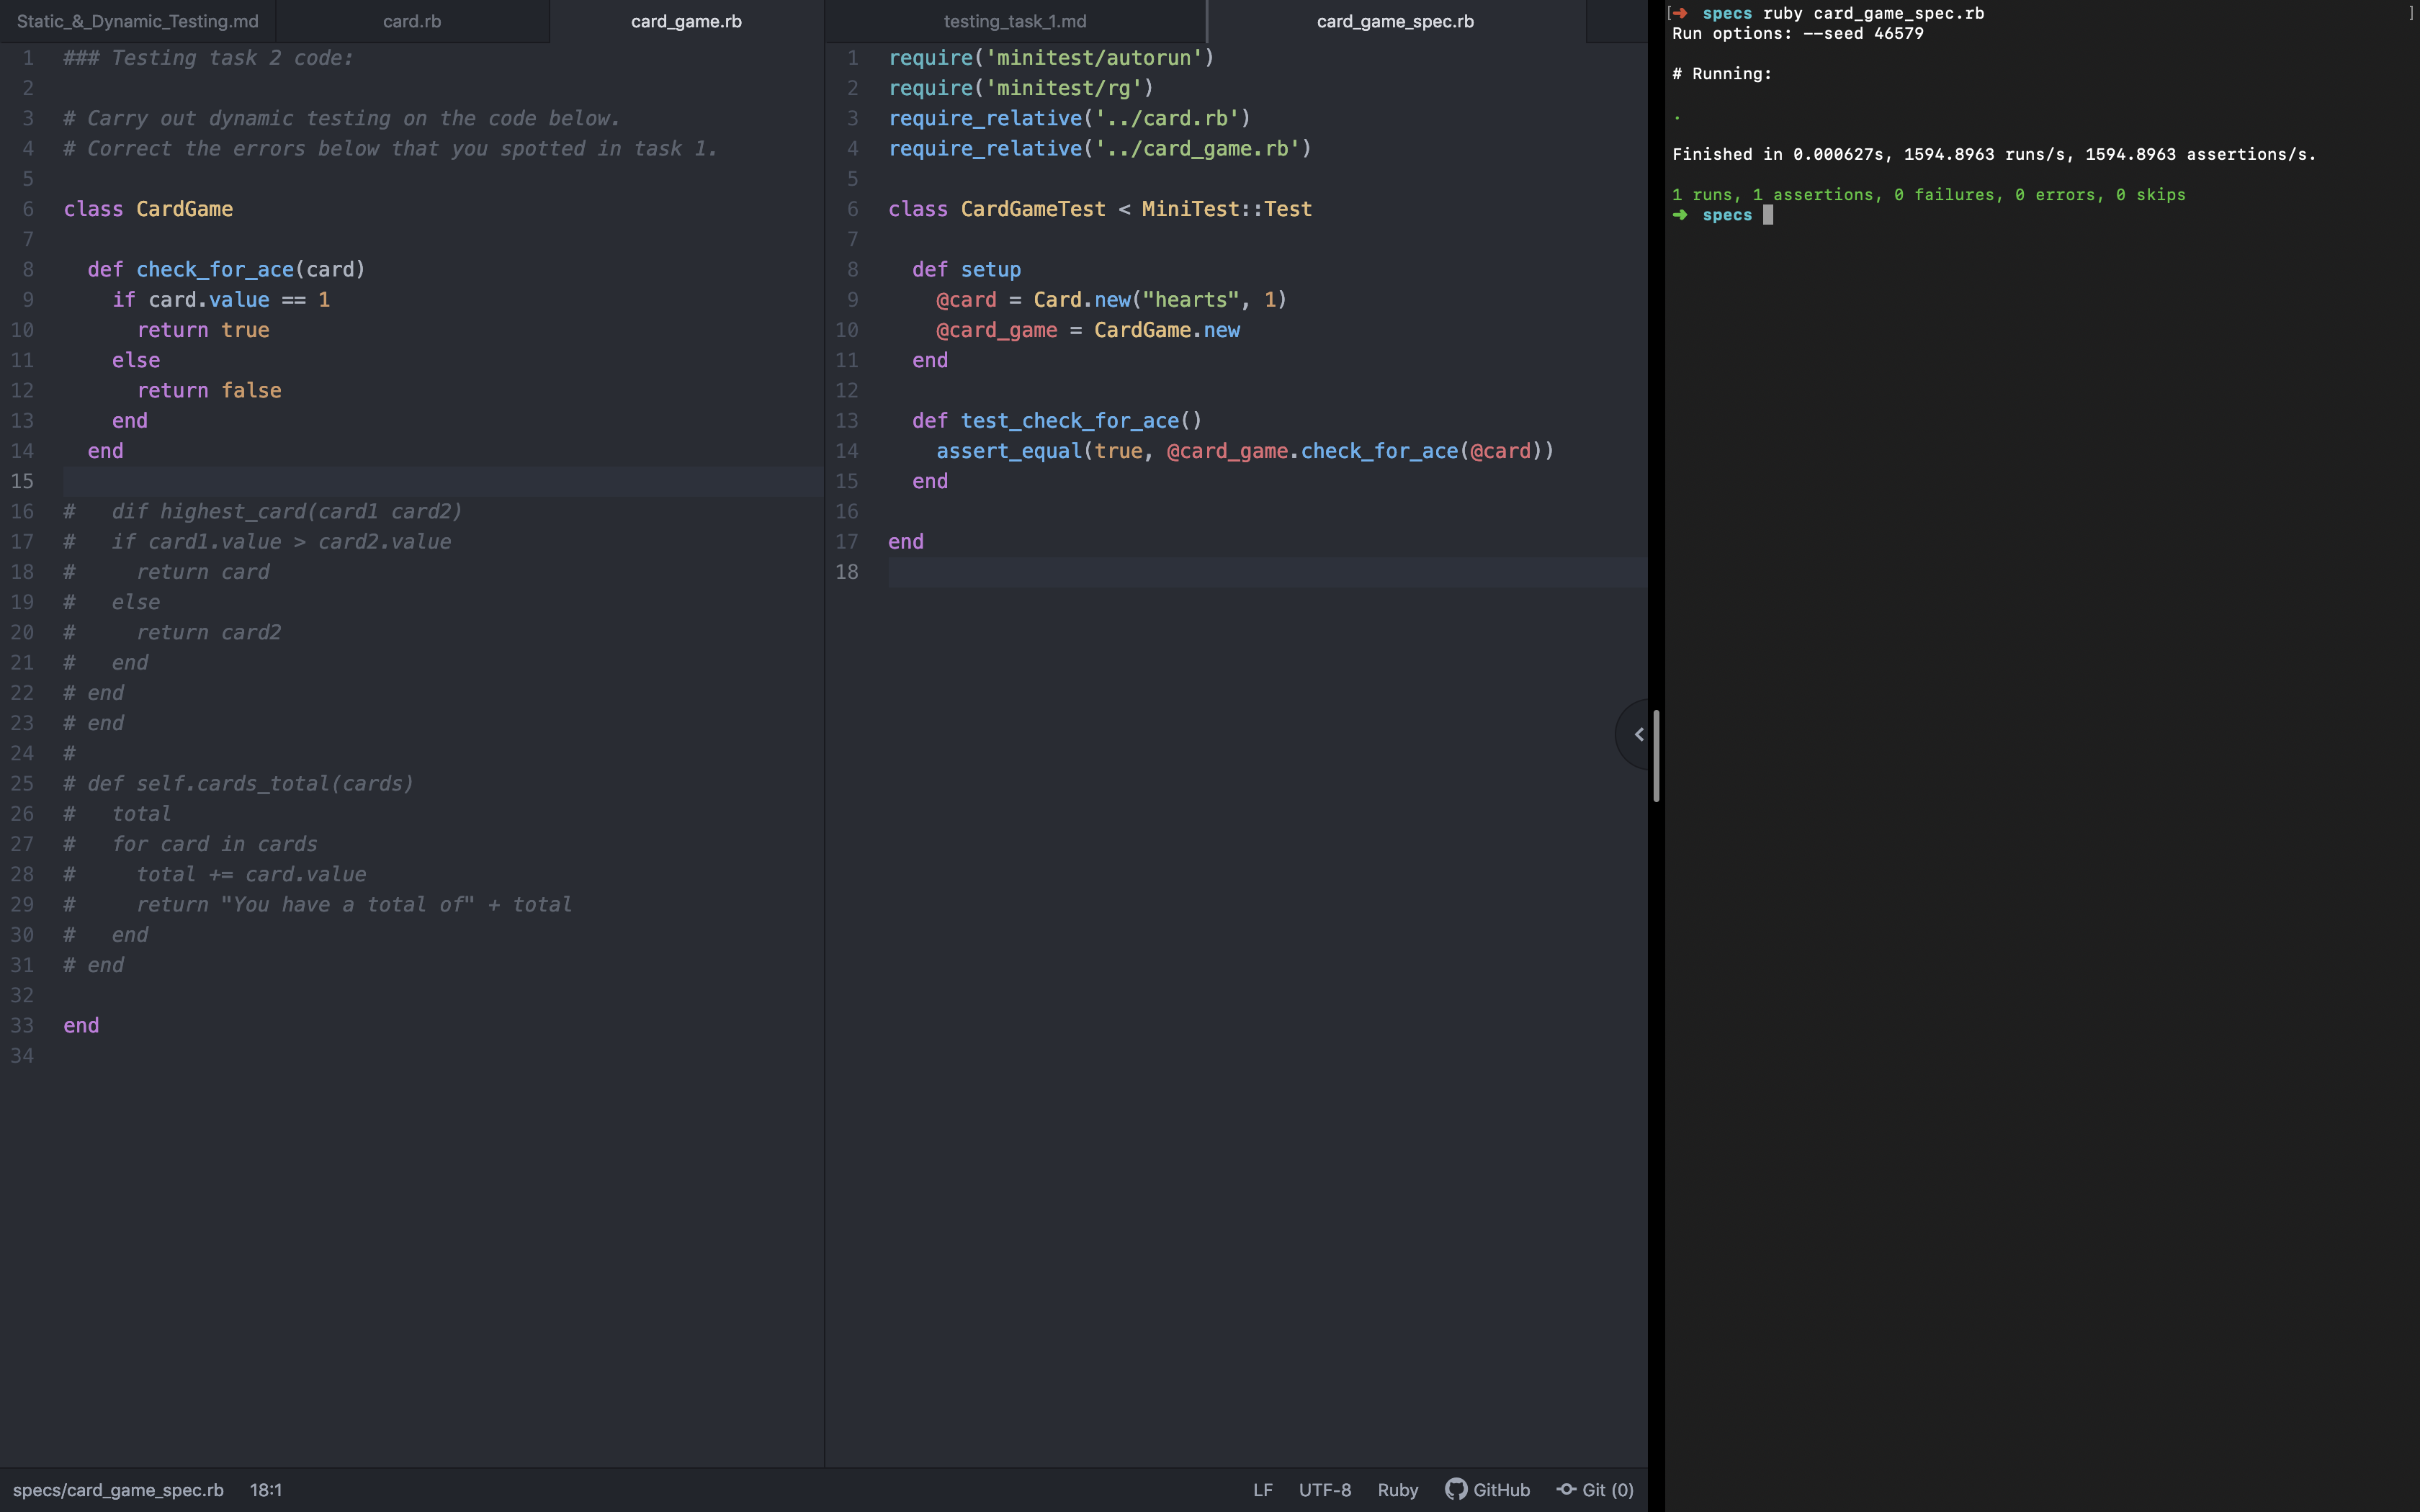 Static_&_Dynamic_Testing.md
card.rb
card_game.rb
1 ### Testing task 2 code:
2
3 # Carry out dynamic testing on the code below.
4 # Correct the errors below that you spotted in task 1.
5
6 class CardGame
7
8   def check_for_ace(card)
9     if card.value == 1
10       return true
11     else
12       return false
13     end
14   end
15
16 #   dif highest_card(card1 card2)
17 #   if card1.value > card2.value
18 #     return card
19 #   else
20 #     return card2
21 #   end
22 # end
23 # end
24 #
25 # def self.cards_total(cards)
26 #   total
27 #   for card in cards
28 #     total += card.value
29 #     return "You have a total of" + total
30 #   end
31 # end
32
33 end
34
testing_task_1.md
card_game_spec.rb
1 require('minitest/autorun')
2 require('minitest/rg')
3 require_relative('../card.rb')
4 require_relative('../card_game.rb')
5
6 class CardGameTest < MiniTest::Test
7
8   def setup
9     @card = Card.new("hearts", 1)
10     @card_game = CardGame.new
11   end
12
13   def test_check_for_ace()
14     assert_equal(true, @card_game.check_for_ace(@card))
15   end
16
17 end
18
specs/card_game_spec.rb 18:1
LF UTF-8 Ruby GitHub Git (0)
[➜ specs ruby card_game_spec.rb ]
Run options: --seed 46579
# Running:
.
Finished in 0.000627s, 1594.8963 runs/s, 1594.8963 assertions/s.
1 runs, 1 assertions, 0 failures, 0 errors, 0 skips
➜ specs